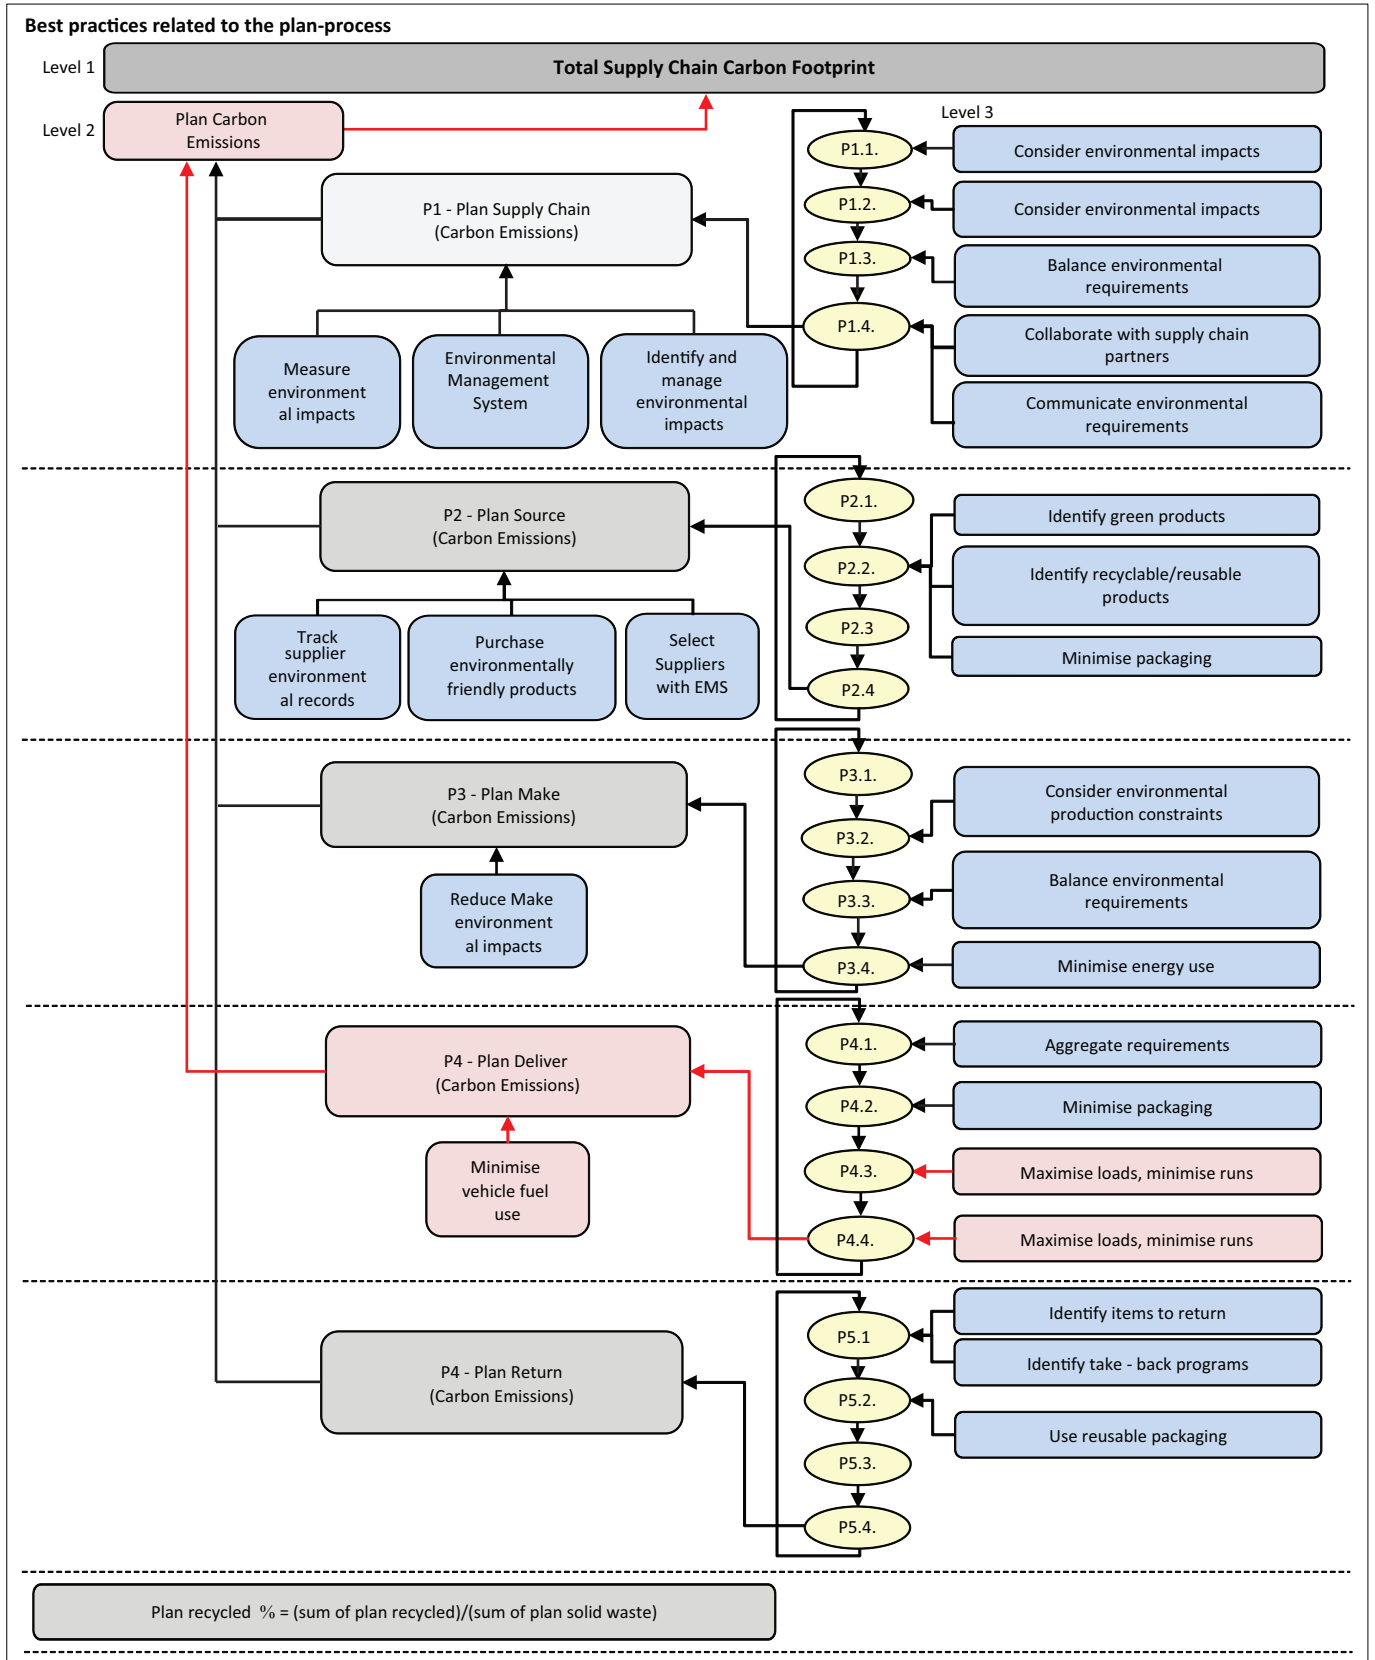 Best practices related to the plan-process
Level 1
Total Supply Chain Carbon Footprint
Level 2
Plan Carbon
Emissions
Level 3
P1.1.
Consider environmental impacts
P1.2.
Consider environmental impacts
P1 - Plan Supply Chain
(Carbon Emissions)
P1.3.
Balance environmental
requirements
P1.4.
Collaborate with supply chain
partners
Communicate environmental
requirements
Measure
environment
al impacts
Environmental
Management
System
Identify and
manage
environmental
impacts
P2 - Plan Source
(Carbon Emissions)
P2.1.
Identify green products
P2.2.
Identify recyclable/reusable
products
P2.3
Minimise packaging
P2.4
Track
supplier
environment
al records
Purchase
environmentally
friendly products
Select
Suppliers
with EMS
P3 - Plan Make
(Carbon Emissions)
P3.1.
Consider environmental
production constraints
P3.2.
P3.3.
Balance environmental
requirements
P3.4.
Minimise energy use
Reduce Make
environment
al impacts
P4 - Plan Deliver
(Carbon Emissions)
P4.1.
Aggregate requirements
P4.2.
Minimise packaging
P4.3.
Maximise loads, minimise runs
P4.4.
Maximise loads, minimise runs
Minimise
vehicle fuel
use
P4 - Plan Return
(Carbon Emissions)
P5.1
Identify items to return
Identify take - back programs
P5.2.
Use reusable packaging
P5.3.
P5.4.
Plan recycled % = (sum of plan recycled)/(sum of plan solid waste)